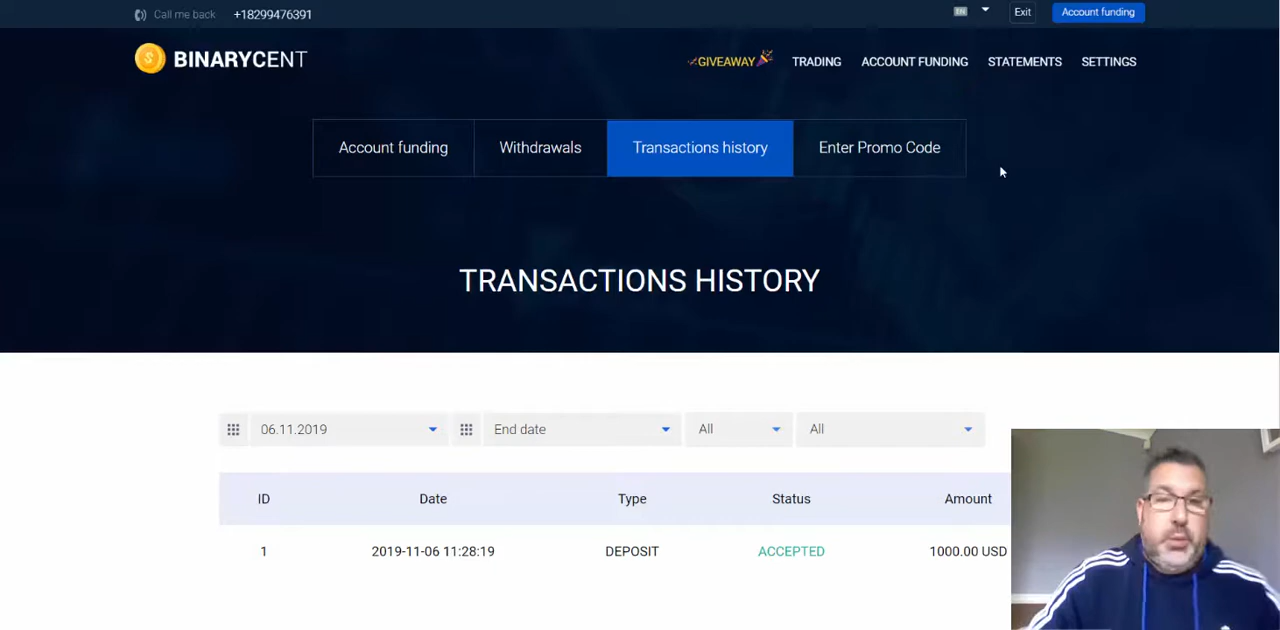 Call me back +18299476391 EN Exit Account funding
BINARYCENT GIVEAWAY TRADING ACCOUNT FUNDING STATEMENTS SETTINGS
Account funding Withdrawals Transactions history Enter Promo Code
TRANSACTIONS HISTORY
06.11.2019 End date All All
ID Date Type Status Amount
1 2019-11-06 11:28:19 DEPOSIT ACCEPTED 1000.00 USD